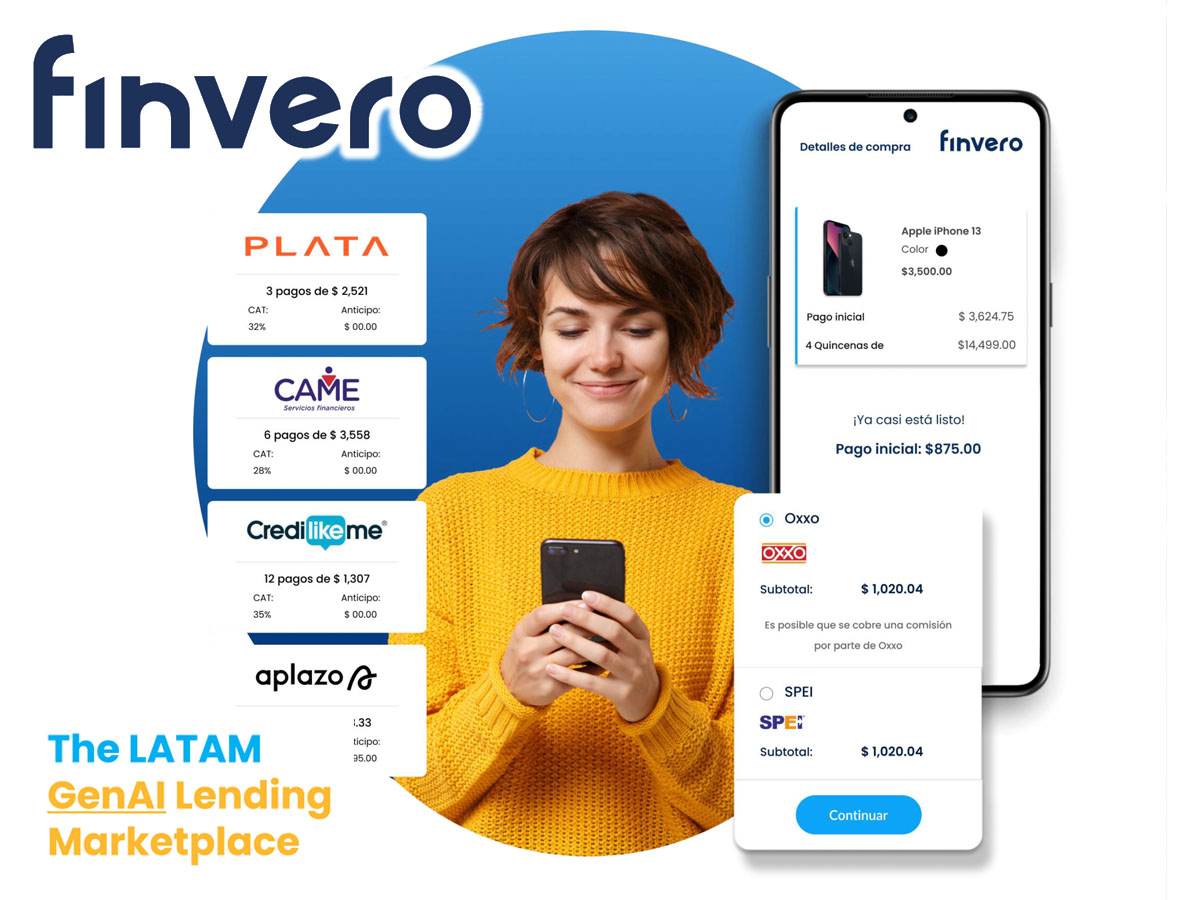 finvero
PLATA
3 pagos de $ 2,521
CAT: Anticipo:
32% $ 00.00
CAME
Servicios financieros
6 pagos de $ 3,558
CAT: Anticipo:
28% $ 00.00
Credilikeme®
12 pagos de $ 1,307
CAT: Anticipo:
35% $ 00.00
aplazo
.33
ticipo:
95.00
The LATAM
GenAI Lending
Marketplace
Detalles de compra finvero
Apple iPhone 13
Color
$3,500.00
Pago inicial $ 3,624.75
4 Quincenas de $14,499.00
¡Ya casi está listo!
Pago inicial: $875.00
Oxxo
OXXO
Subtotal: $ 1,020.04
Es posible que se cobre una comisión
por parte de Oxxo
SPEI
SPEI
Subtotal: $ 1,020.04
Continuar